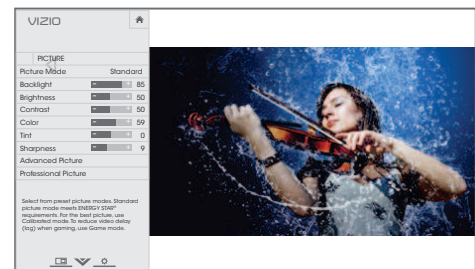 VIZIO
PICTURE
Picture Mode Standard
Backlight 85
Brightness 50
Contrast 50
Color 59
Tint 0
Sharpness 9
Advanced Picture
Professional Picture
Select from preset picture modes. Standard
picture mode meets ENERGY STAR®
requirements. For the best picture, use
Calibrated mode. To reduce video delay
(lag) when gaming, use Game mode.